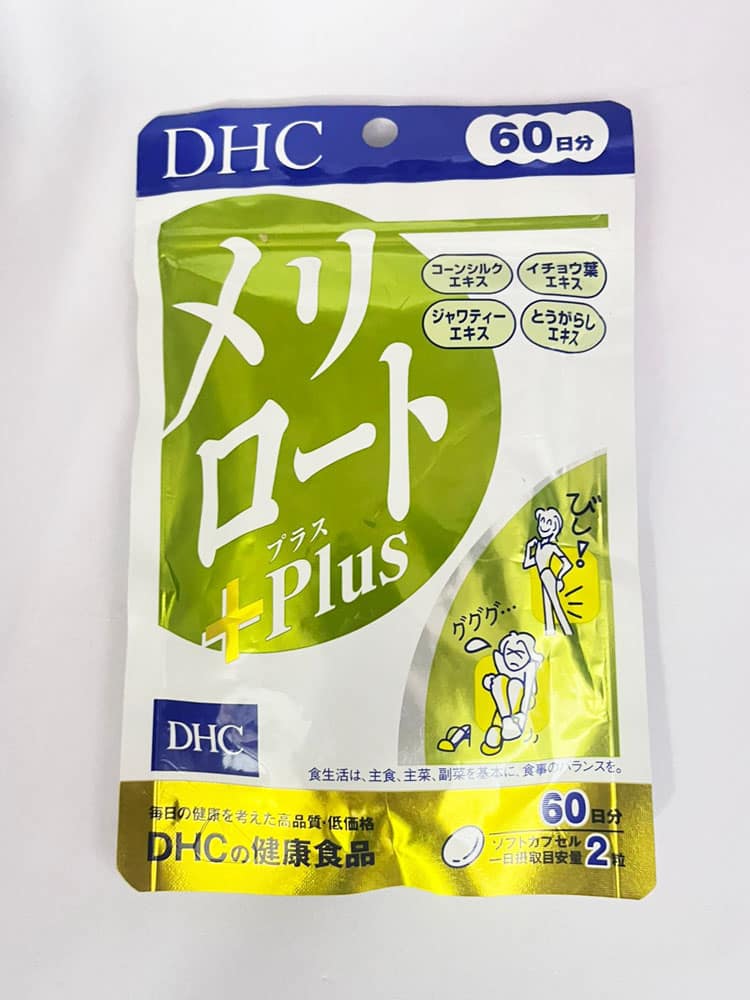 DHC
60日分
コーンシルク
エキス
イチョウ葉
エキス
ジャワティー
エキス
とうがらし
エキス
メリ
ロート
プラス
+Plus
びし!
グググ…
DHC
食生活は、主食、主菜、副菜を基本に、食事のバランスを。
毎日の健康を考えた高品質・低価格
DHCの健康食品
60日分
ソフトカプセル
一日摂取目安量2粒